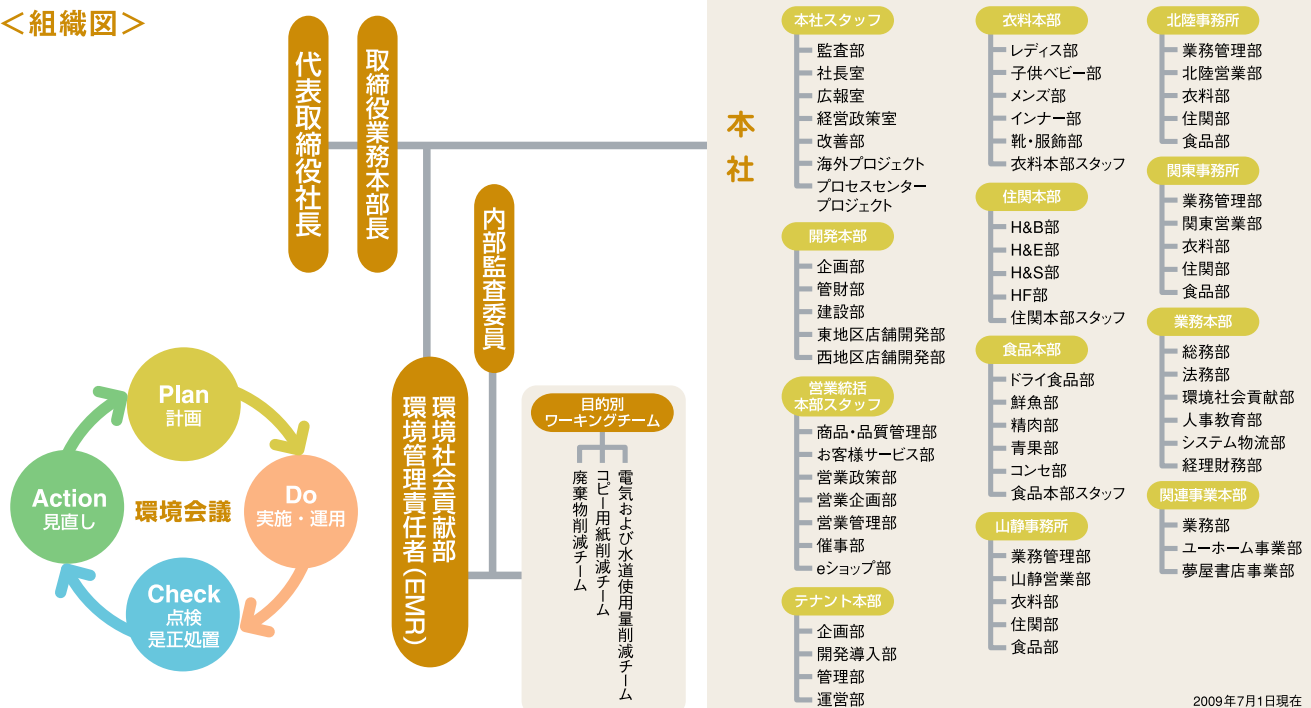 ＜組織図＞
代表取締役社長
取締役業務本部長
内部監査委員
環境社会貢献部
環境管理責任者（EMR）
目的別
ワーキングチーム
電気および水道使用量削減チーム
コピー用紙削減チーム
廃棄物削減チーム
Plan
計画
Do
実施・運用
Check
点検
是正処置
Action
見直し
環境会議
本社
本社スタッフ
監査部
社長室
広報室
経営政策室
改善部
海外プロジェクト
プロセスセンター
プロジェクト
開発本部
企画部
管財部
建設部
東地区店舗開発部
西地区店舗開発部
営業統括
本部スタッフ
商品・品質管理部
お客様サービス部
営業政策部
営業企画部
営業管理部
催事部
eショップ部
テナント本部
企画部
開発導入部
管理部
運営部
衣料本部
レディス部
子供ベビー部
メンズ部
インナー部
靴・服飾部
衣料本部スタッフ
住関本部
H&B部
H&E部
H&S部
HF部
住関本部スタッフ
食品本部
ドライ食品部
鮮魚部
精肉部
青果部
コンセ部
食品本部スタッフ
山静事務所
業務管理部
山静営業部
衣料部
住関部
食品部
北陸事務所
業務管理部
北陸営業部
衣料部
住関部
食品部
関東事務所
業務管理部
関東営業部
衣料部
住関部
食品部
業務本部
総務部
法務部
環境社会貢献部
人事教育部
システム物流部
経理財務部
関連事業本部
業務部
ユーホーム事業部
夢屋書店事業部
2009年7月1日現在